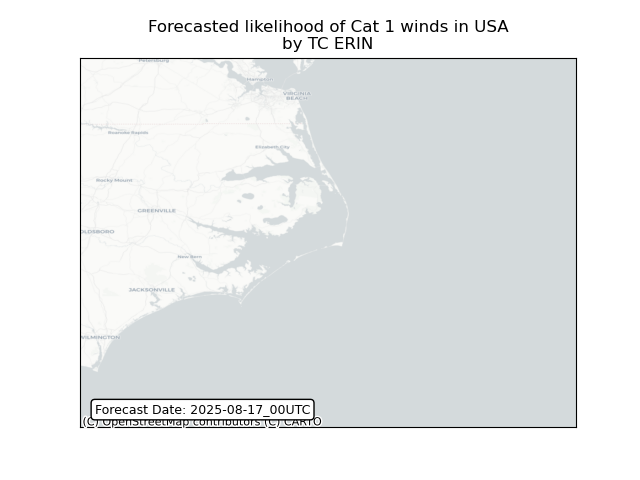 Forecasted likelihood of Cat 1 winds in USA
by TC ERIN
Petersburg
Hampton
VIRGINIA
BEACH
Roanoke Rapids
Elizabeth City
Rocky Mount
GREENVILLE
OLDSBORO
New Bern
JACKSONVILLE
WILMINGTON
Forecast Date: 2025-08-17_00UTC
(C) OpenStreetMap contributors (C) CARTO